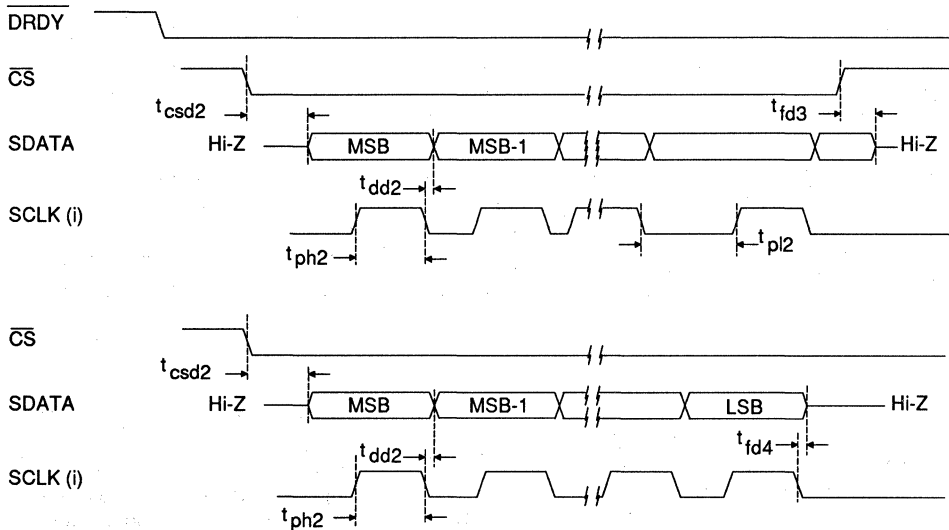 DRDY
CS
t csd2
t fd3
SDATA Hi-Z MSB MSB-1 Hi-Z
t dd2
SCLK (i)
t ph2 t pl2
CS
t csd2
SDATA Hi-Z MSB MSB-1 LSB Hi-Z
t dd2 t fd4
SCLK (i)
t ph2